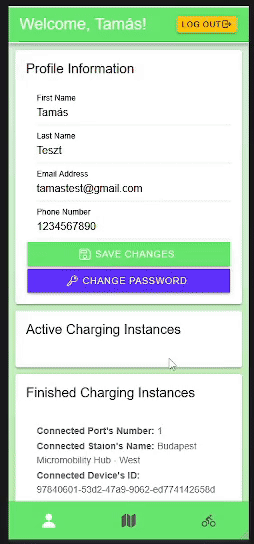 Welcome, Tamás!
LOG OUT
Profile Information
First Name
Tamás
Last Name
Teszt
Email Address
tamastest@gmail.com
Phone Number
1234567890
SAVE CHANGES
CHANGE PASSWORD
Active Charging Instances
Finished Charging Instances
Connected Port's Number: 1
Connected Staion's Name: Budapest
Micromobility Hub - West
Connected Device's ID:
97840601-53d2-47a9-9062-ed774142658d